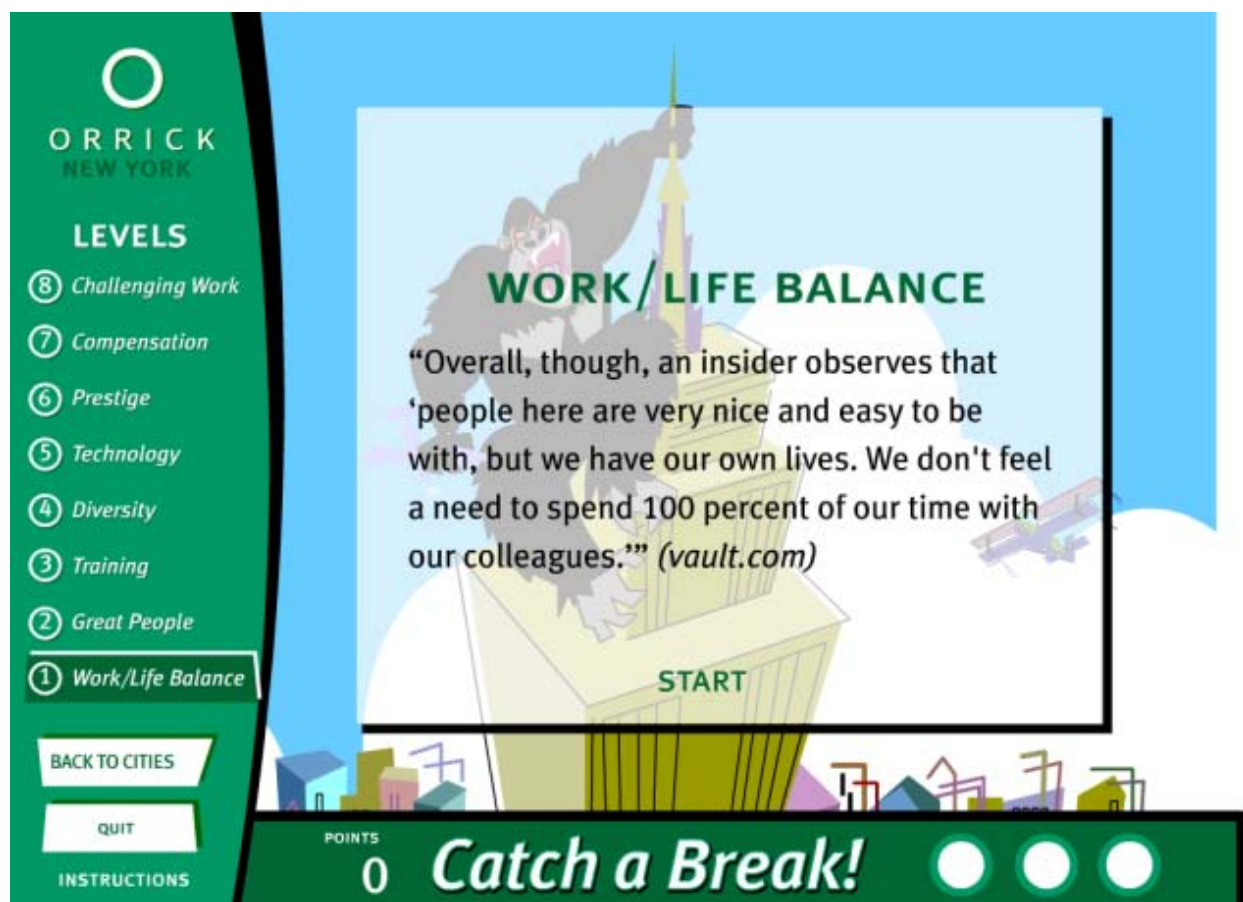 ORRICK
NEW YORK
LEVELS
8 Challenging Work
7 Compensation
6 Prestige
5 Technology
4 Diversity
3 Training
2 Great People
1 Work/Life Balance
BACK TO CITIES
QUIT
INSTRUCTIONS
WORK/LIFE BALANCE
“Overall, though, an insider observes that
‘people here are very nice and easy to be
with, but we have our own lives. We don't feel
a need to spend 100 percent of our time with
our colleagues.’” (vault.com)
START
POINTS
0
Catch a Break!